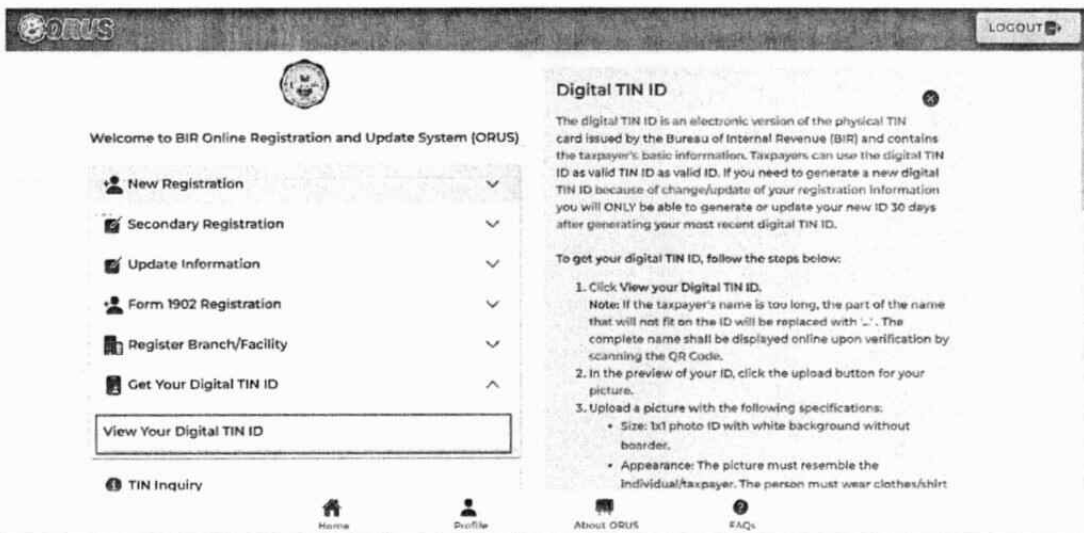 ORUS
LOGOUT
Welcome to BIR Online Registration and Update System (ORUS)
New Registration
Secondary Registration
Update Information
Form 1902 Registration
Register Branch/Facility
Get Your Digital TIN ID
View Your Digital TIN ID
TIN Inquiry
Digital TIN ID
The digital TIN ID is an electronic version of the physical TIN
card issued by the Bureau of Internal Revenue (BIR) and contains
the taxpayer's basic information. Taxpayers can use the digital TIN
ID as valid TIN ID as valid ID. If you need to generate a new digital
TIN ID because of change/update of your registration information
you will ONLY be able to generate or update your new ID 30 days
after generating your most recent digital TIN ID.
To get your digital TIN ID, follow the steps below:
1. Click View your Digital TIN ID.
Note: If the taxpayer's name is too long, the part of the name
that will not fit on the ID will be replaced with '...' . The
complete name shall be displayed online upon verification by
scanning the QR Code.
2. In the preview of your ID, click the upload button for your
picture.
3. Upload a picture with the following specifications:
• Size: 1x1 photo ID with white background without
boarder.
• Appearance: The picture must resemble the
Individual/taxpayer. The person must wear clothes/shirt
Home
Profile
About ORUS
FAQs